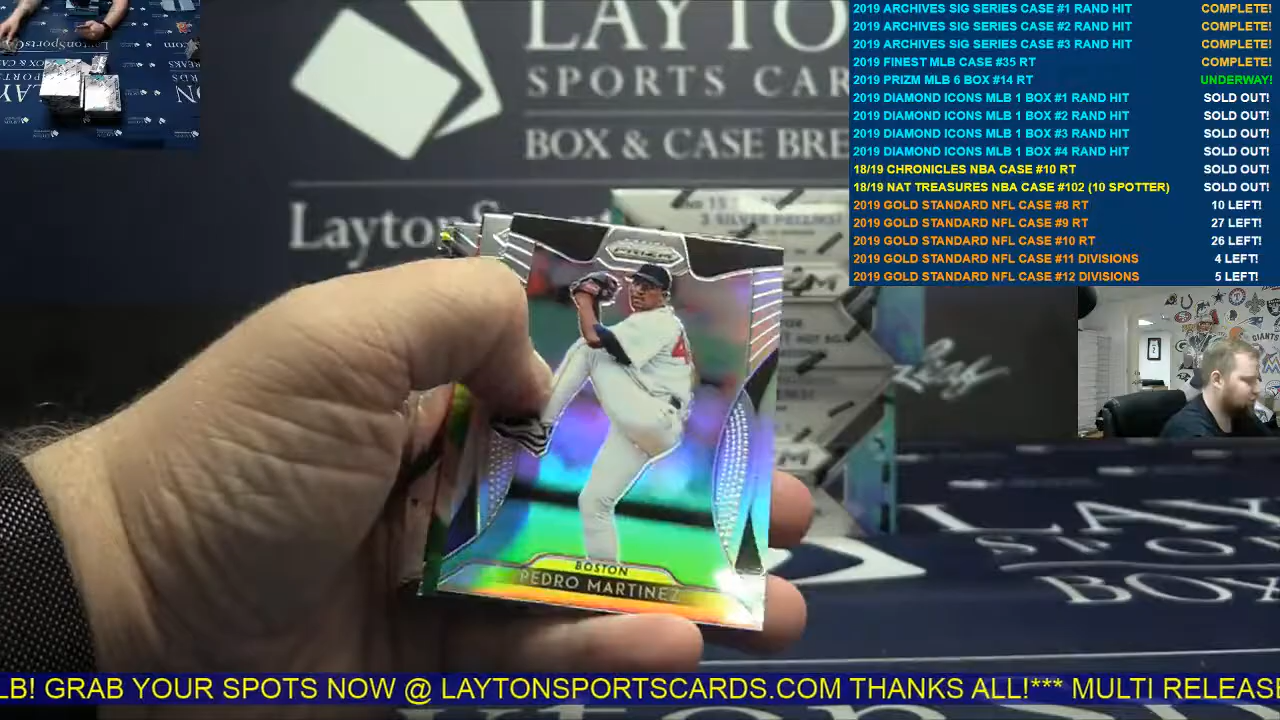 LAYTON
SPORTS CAR
BOX & CASE BRE
LaytonS
2019 ARCHIVES SIG SERIES CASE #1 RAND HIT COMPLETE!
2019 ARCHIVES SIG SERIES CASE #2 RAND HIT COMPLETE!
2019 ARCHIVES SIG SERIES CASE #3 RAND HIT COMPLETE!
2019 FINEST MLB CASE #35 RT COMPLETE!
2019 PRIZM MLB 6 BOX #14 RT UNDERWAY!
2019 DIAMOND ICONS MLB 1 BOX #1 RAND HIT SOLD OUT!
2019 DIAMOND ICONS MLB 1 BOX #2 RAND HIT SOLD OUT!
2019 DIAMOND ICONS MLB 1 BOX #3 RAND HIT SOLD OUT!
2019 DIAMOND ICONS MLB 1 BOX #4 RAND HIT SOLD OUT!
18/19 CHRONICLES NBA CASE #10 RT SOLD OUT!
18/19 NAT TREASURES NBA CASE #102 (10 SPOTTER) SOLD OUT!
2019 GOLD STANDARD NFL CASE #8 RT 10 LEFT!
2019 GOLD STANDARD NFL CASE #9 RT 27 LEFT!
2019 GOLD STANDARD NFL CASE #10 RT 26 LEFT!
2019 GOLD STANDARD NFL CASE #11 DIVISIONS 4 LEFT!
2019 GOLD STANDARD NFL CASE #12 DIVISIONS 5 LEFT!
PRIZM
BOSTON
PEDRO MARTINEZ
LAY
SPO
BOX
LB! GRAB YOUR SPOTS NOW @ LAYTONSPORTSCARDS.COM THANKS ALL!*** MULTI RELEASE